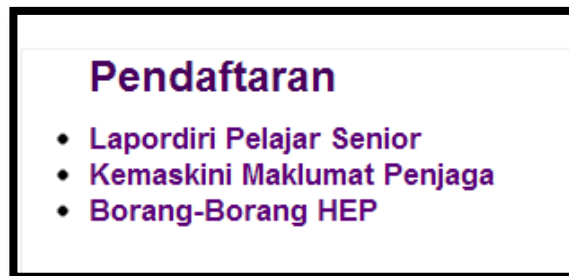 Pendaftaran
Lapordiri Pelajar Senior
Kemaskini Maklumat Penjaga
Borang-Borang HEP